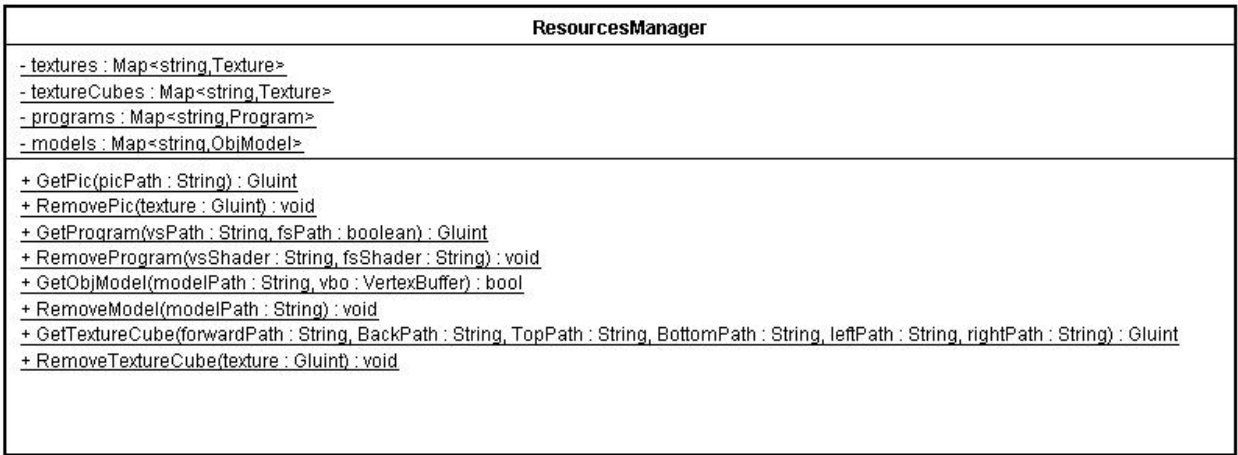 ResourcesManager
- textures : Map<string,Texture>
- textureCubes : Map<string,Texture>
- programs : Map<string,Program>
- models : Map<string,ObjModel>
+ GetPic(picPath : String) : Gluint
+ RemovePic(texture : Gluint) : void
+ GetProgram(vsPath : String, fsPath : boolean) : Gluint
+ RemoveProgram(vsShader : String, fsShader : String) : void
+ GetObjModel(modelPath : String, vbo : VertexBuffer) : bool
+ RemoveModel(modelPath : String) : void
+ GetTextureCube(forwardPath : String, BackPath : String, TopPath : String, BottomPath : String, leftPath : String, rightPath : String) : Gluint
+ RemoveTextureCube(texture : Gluint) : void